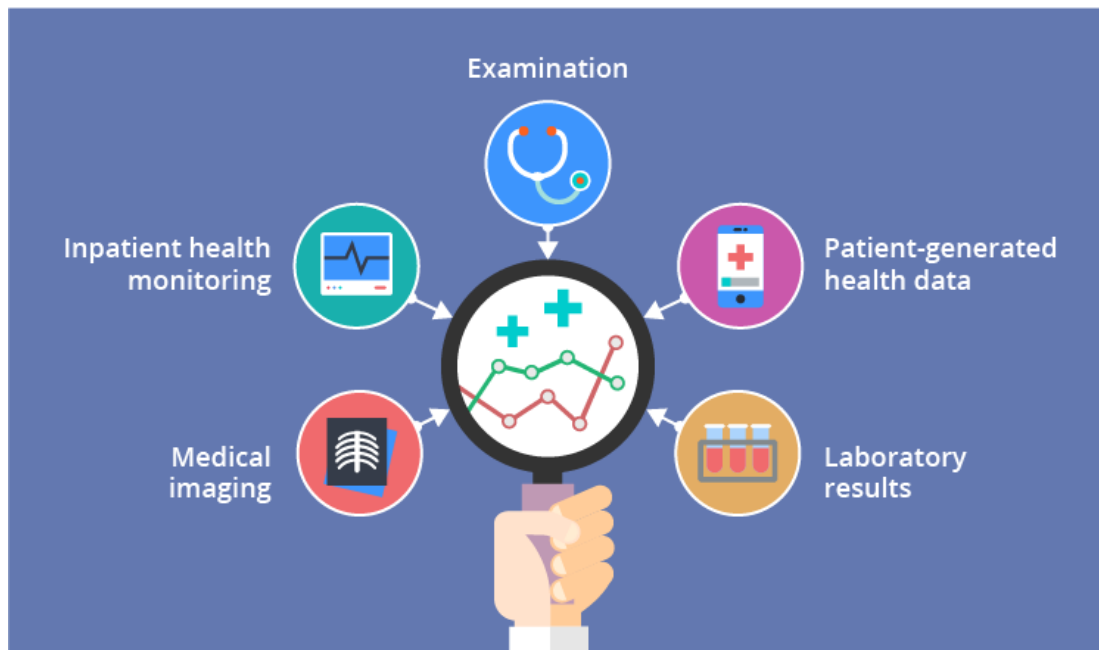 Examination
Inpatient health
monitoring
Patient-generated
health data
Medical
imaging
Laboratory
results